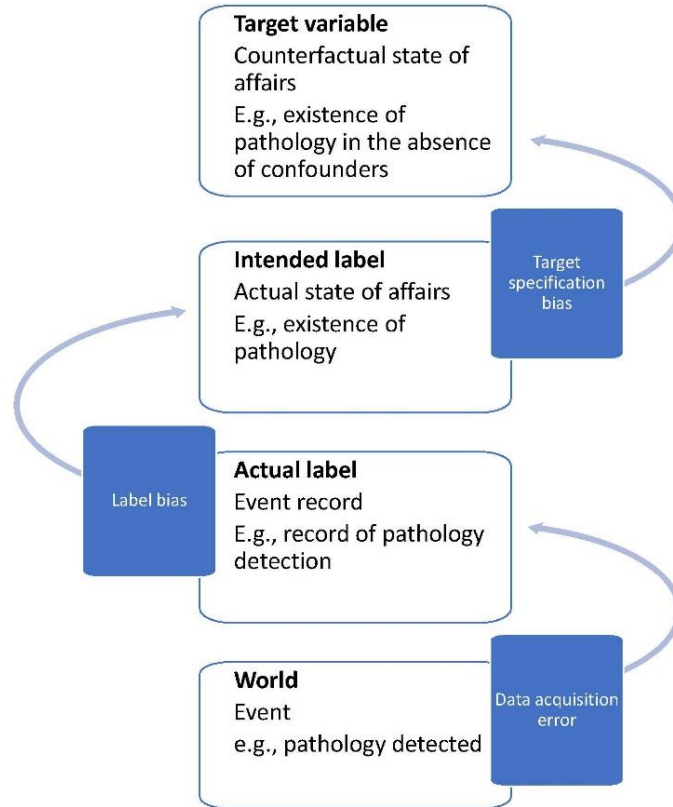 Target variable
Counterfactual state of
affairs
E.g., existence of
pathology in the absence
of confounders
Intended label
Actual state of affairs
E.g., existence of
pathology
Target
specification
bias
Actual label
Event record
E.g., record of pathology
detection
Label bias
World
Event
e.g., pathology detected
Data acquisition
error